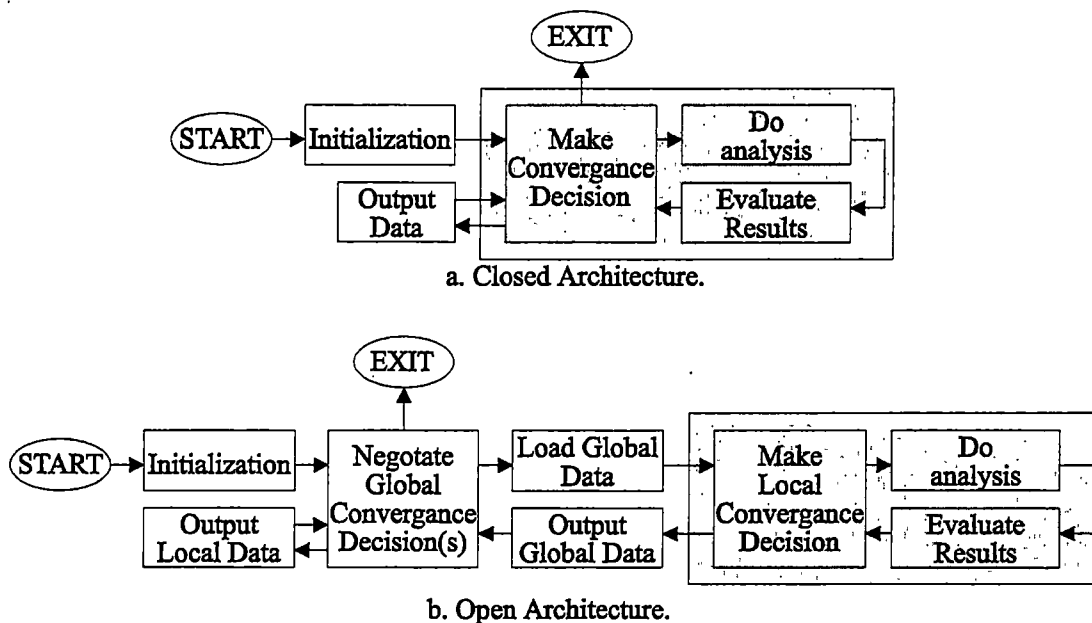 EXIT
START
Initialization
Make
Convergance
Decision
Do
analysis
Output
Data
Evaluate
Results
a. Closed Architecture.
EXIT
START
Initialization
Negotate
Global
Convergance
Decision(s)
Load Global
Data
Make
Local
Convergance
Decision
Do
analysis
Output
Local Data
Output
Global Data
Evaluate
Results
b. Open Architecture.